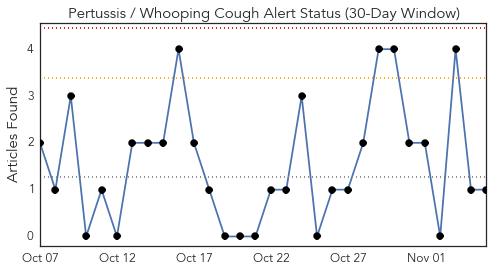 Pertussis / Whooping Cough Alert Status (30-Day Window)
Articles Found
4
3
2
1
0
Oct 07 Oct 12 Oct 17 Oct 22 Oct 27 Nov 01